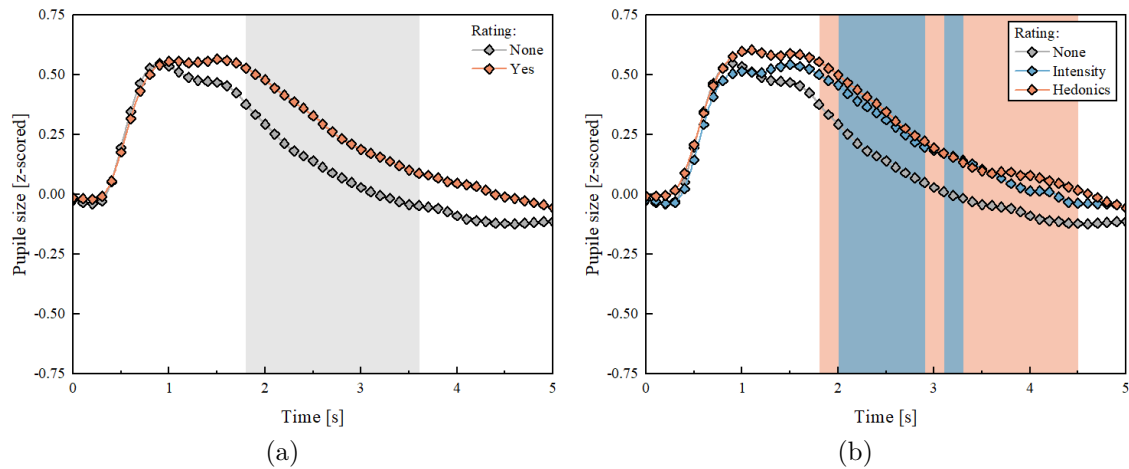 0.75
0.50
0.25
0.00
-0.25
-0.50
-0.75
Pupile size [z-scored]
0
1
2
3
4
5
Time [s]
Rating:
None
Yes
(a)
0.75
0.50
0.25
0.00
-0.25
-0.50
-0.75
Pupile size [z-scored]
0
1
2
3
4
5
Time [s]
Rating:
None
Intensity
Hedonics
(b)